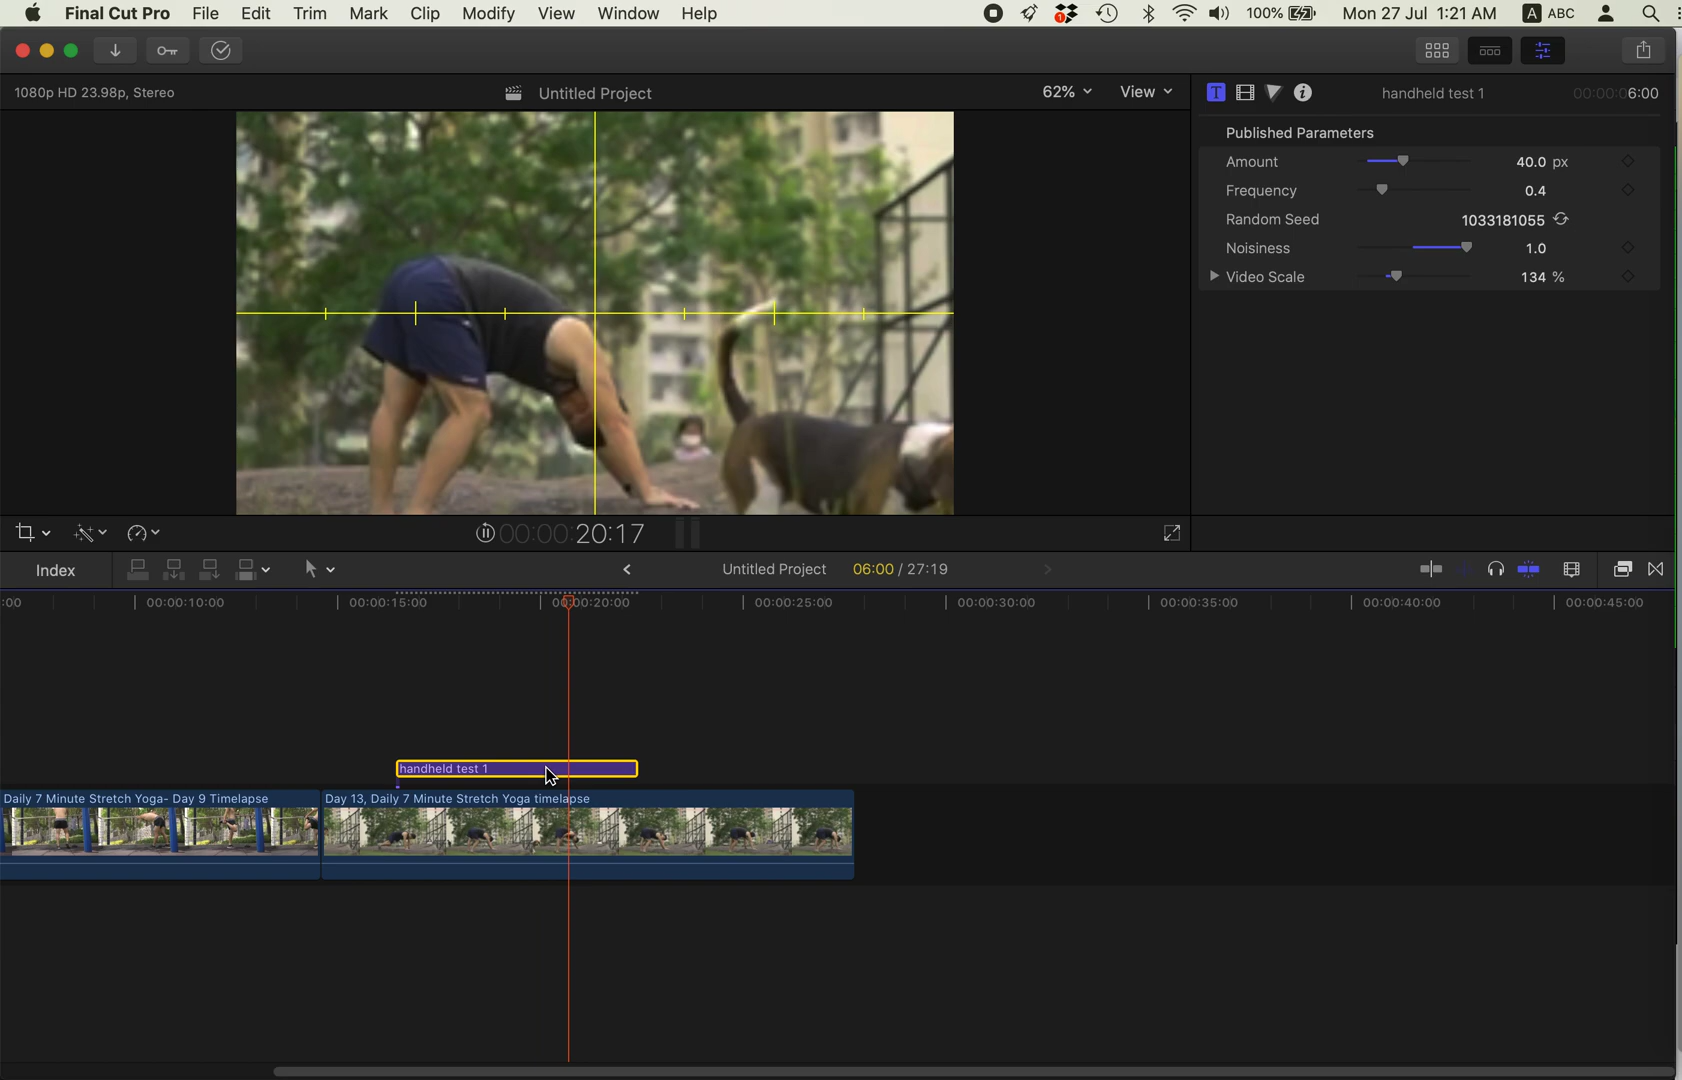 Final Cut Pro File Edit Trim Mark Clip Modify View Window Help 1 100% Mon 27 Jul 1:21 AM A ABC
1080p HD 23.98p, Stereo Untitled Project 62% View T handheld test 1 00:00:06:00
Published Parameters
Amount 40.0 px
Frequency 0.4
Random Seed 1033181055
Noisiness 1.0
Video Scale 134 %
00:00:00:20:17
Index Untitled Project 06:00 / 27:19
:00 00:00:10:00 00:00:15:00 00:00:20:00 00:00:25:00 00:00:30:00 00:00:35:00 00:00:40:00 00:00:45:00
handheld test 1
Daily 7 Minute Stretch Yoga- Day 9 Timelapse Day 13, Daily 7 Minute Stretch Yoga timelapse